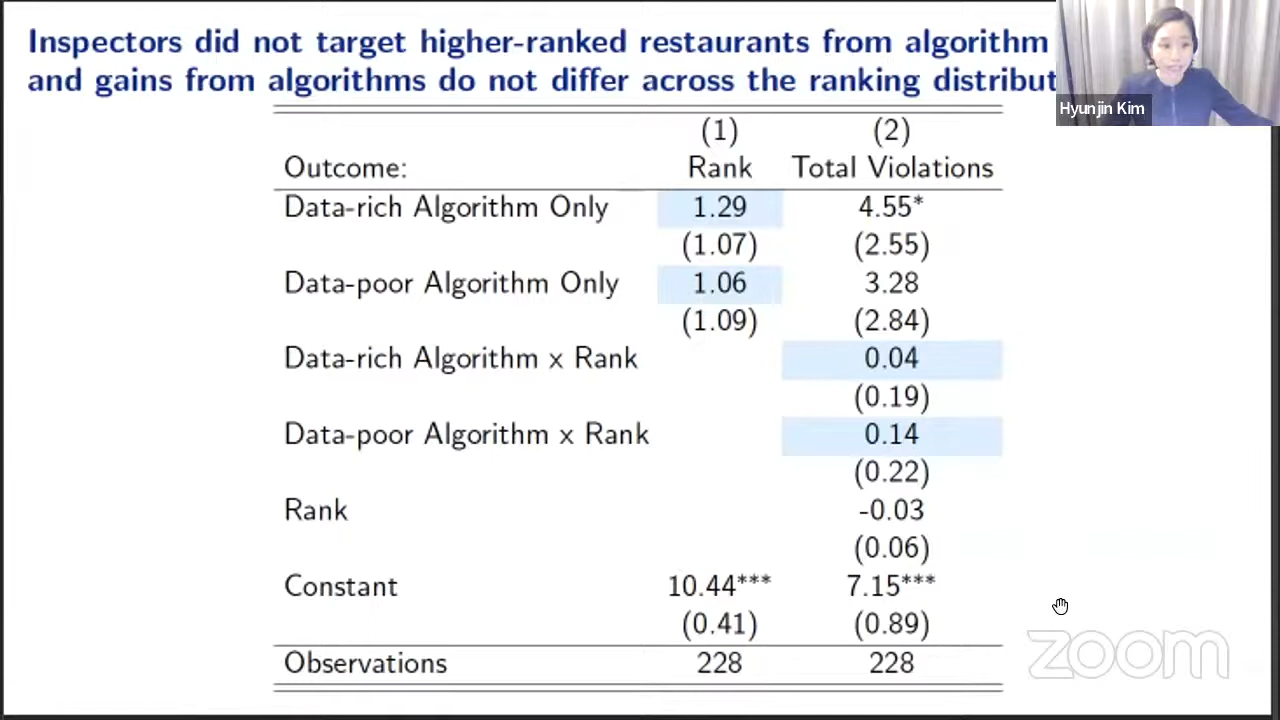 Inspectors did not target higher-ranked restaurants from algorithm
and gains from algorithms do not differ across the ranking
Hyunjin Kim
(1) (2)
Outcome: Rank Total Violations
Data-rich Algorithm Only 1.29 4.55*
(1.07) (2.55)
Data-poor Algorithm Only 1.06 3.28
(1.09) (2.84)
Data-rich Algorithm x Rank 0.04
(0.19)
Data-poor Algorithm x Rank 0.14
(0.22)
Rank -0.03
(0.06)
Constant 10.44*** 7.15***
(0.41) (0.89)
Observations 228 228
zoom